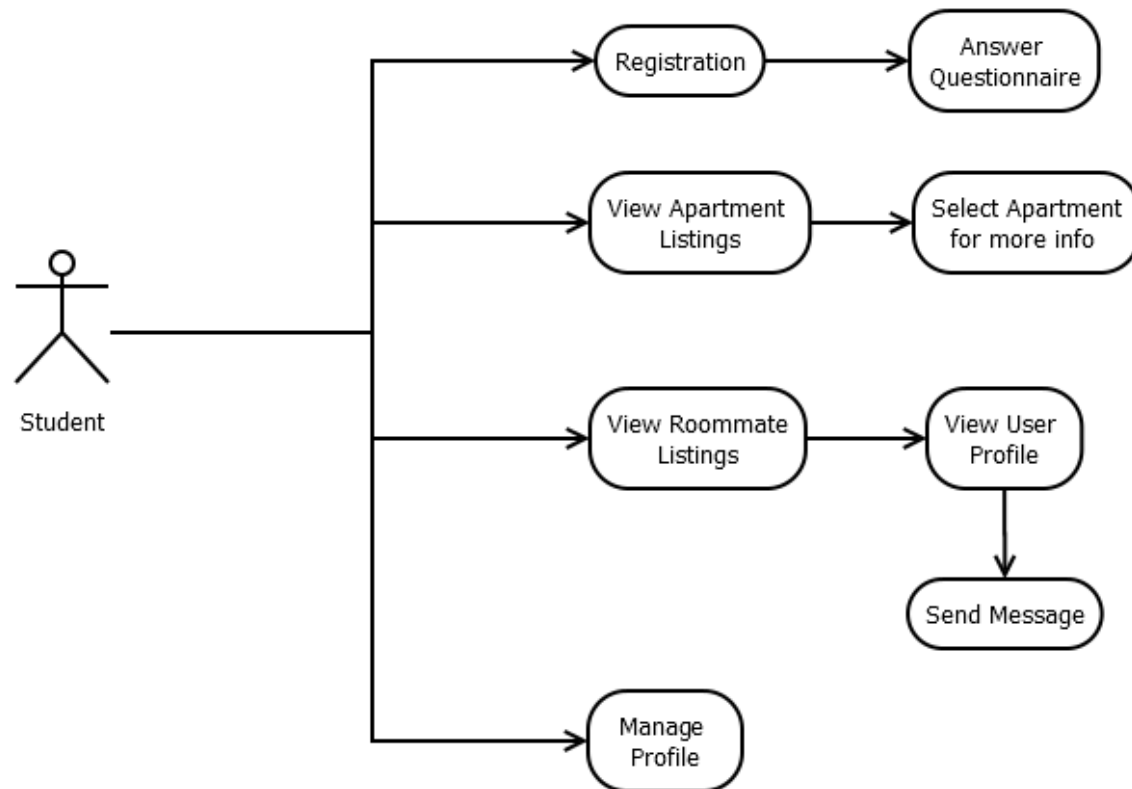 Registration
Answer
Questionnaire
View Apartment
Listings
Select Apartment
for more info
Student
View Roommate
Listings
View User
Profile
Send Message
Manage
Profile